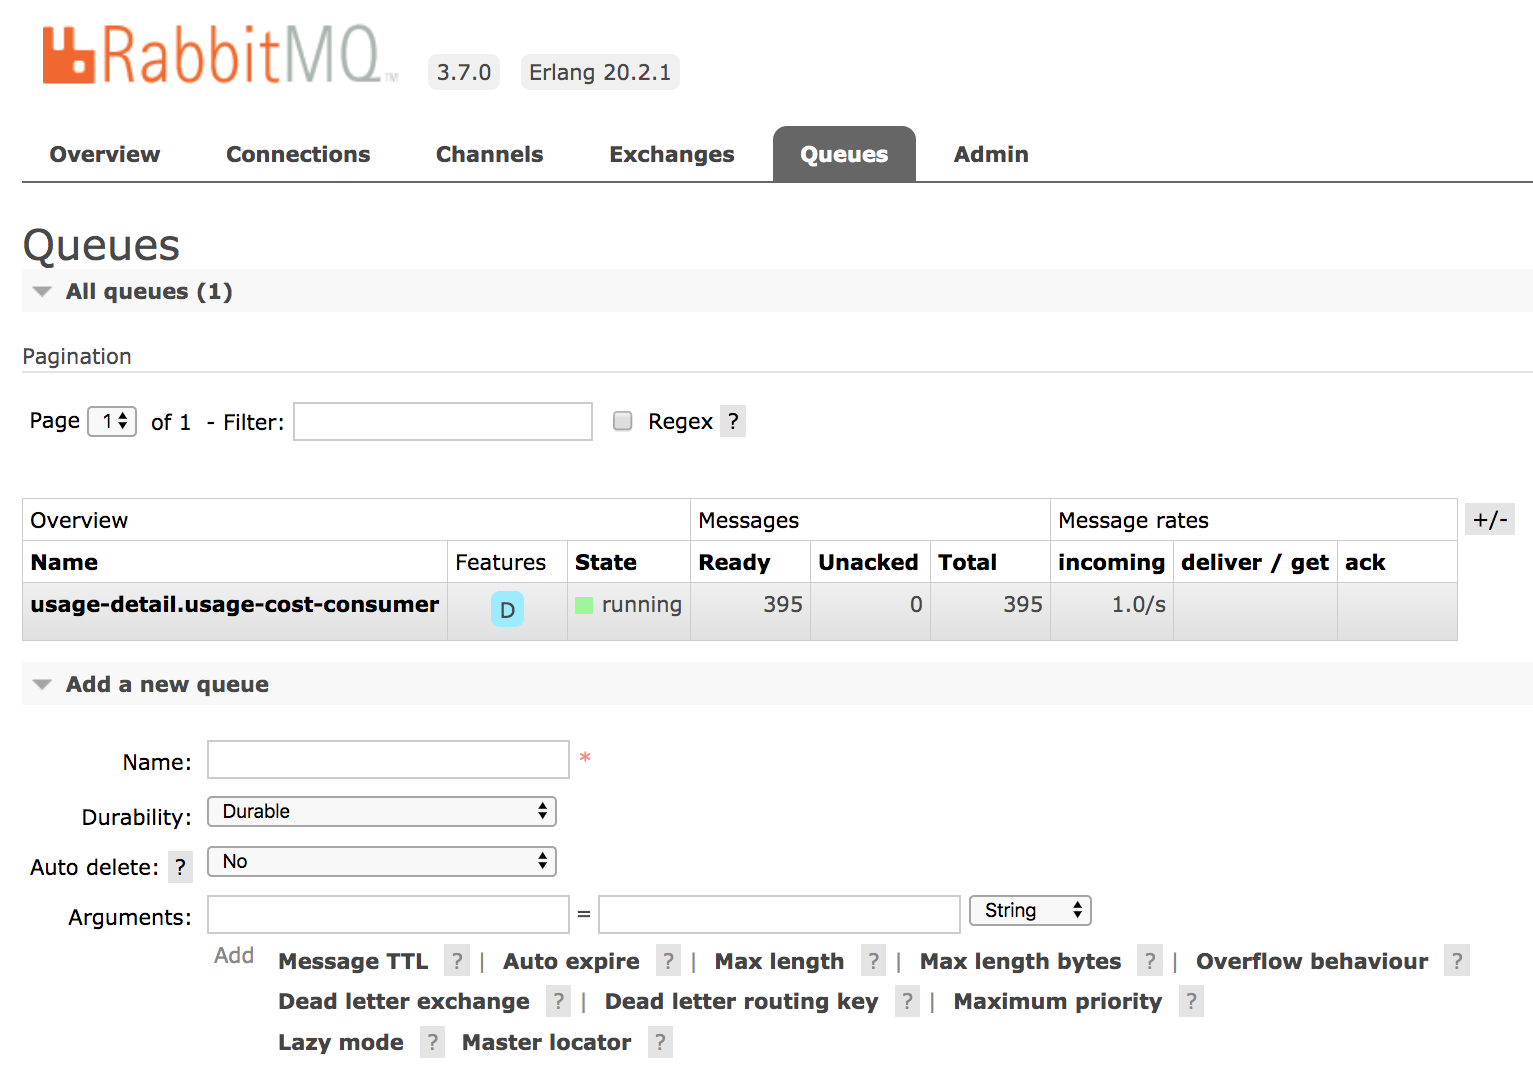 RabbitMQ™ 3.7.0 Erlang 20.2.1
Overview Connections Channels Exchanges Queues Admin
Queues
All queues (1)
Pagination
Page 1 of 1 - Filter: Regex ?
Overview Messages Message rates +/-
Name Features State Ready Unacked Total incoming deliver / get ack
usage-detail.usage-cost-consumer D running 395 0 395 1.0/s
Add a new queue
Name: *
Durability: Durable
Auto delete: ? No
Arguments: = String
Add Message TTL ? | Auto expire ? | Max length ? | Max length bytes ? | Overflow behaviour ?
Dead letter exchange ? | Dead letter routing key ? | Maximum priority ?
Lazy mode ? Master locator ?